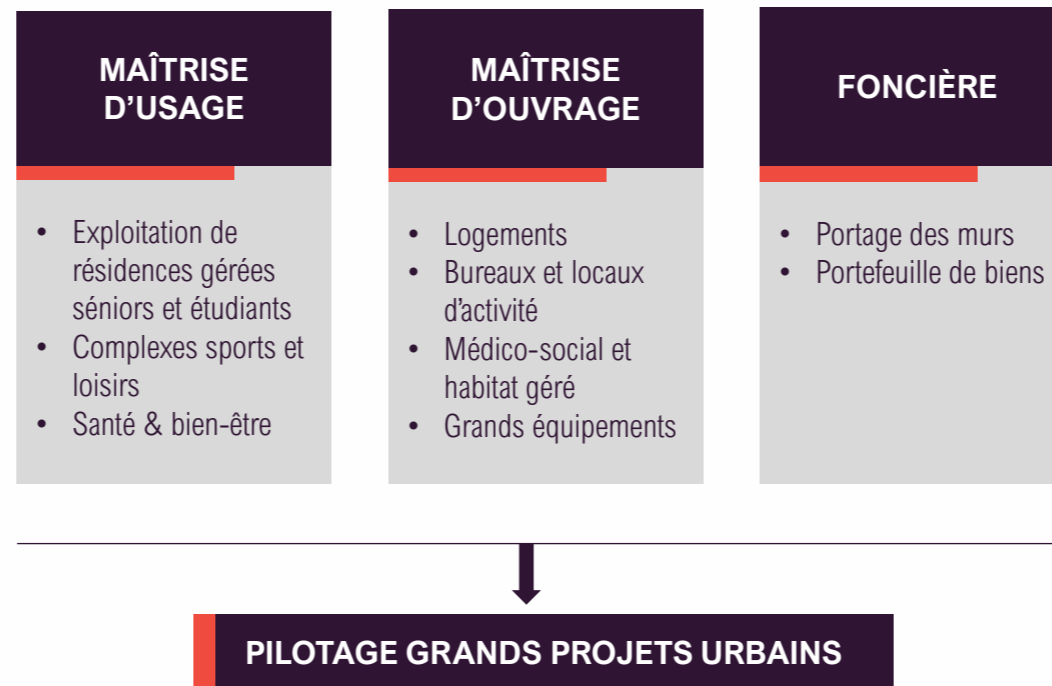 MAÎTRISE
D’USAGE
• Exploitation de
résidences gérées
séniors et étudiants
• Complexes sports et
loisirs
• Santé & bien-être
MAÎTRISE
D’OUVRAGE
• Logements
• Bureaux et locaux
d’activité
• Médico-social et
habitat géré
• Grands équipements
FONCIÈRE
• Portage des murs
• Portefeuille de biens
PILOTAGE GRANDS PROJETS URBAINS